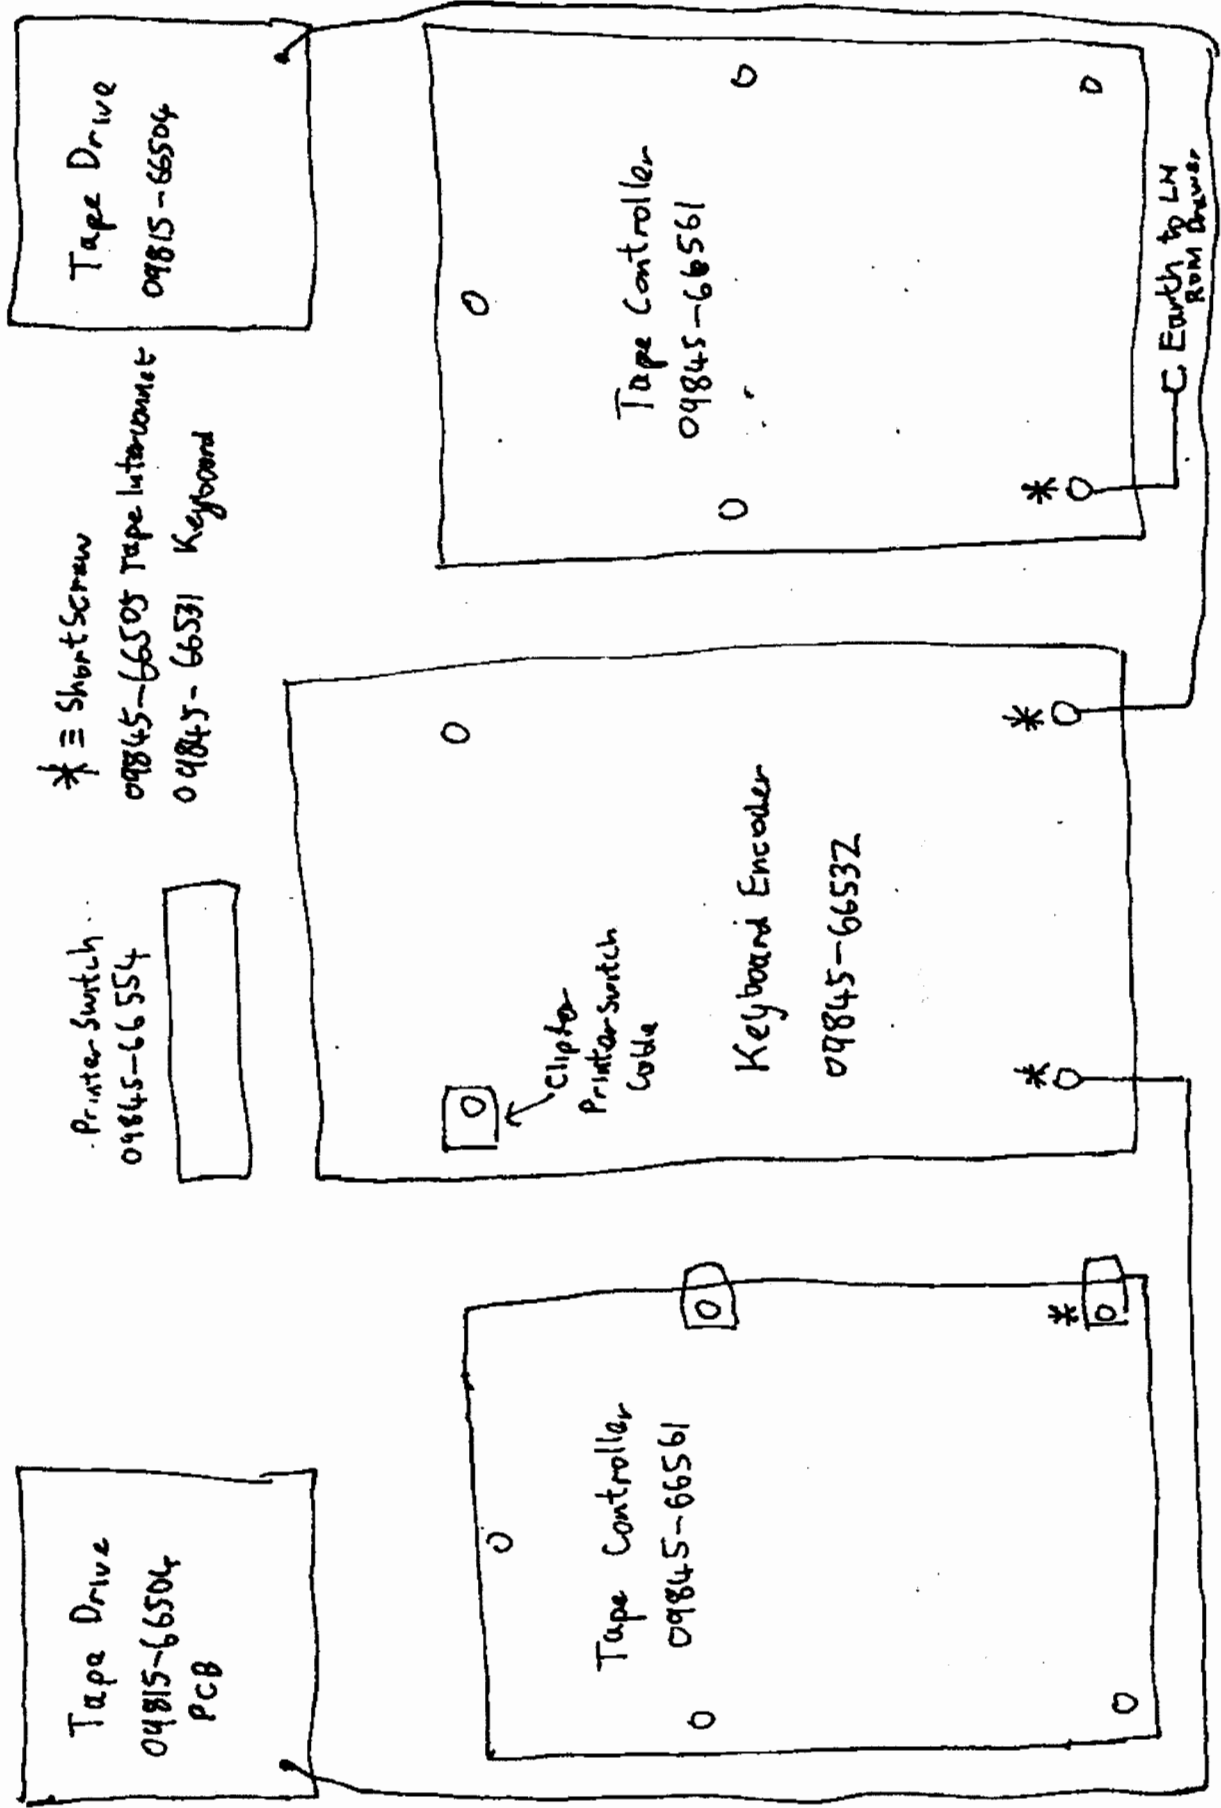 Tape Drive
09815-66504
PCB
Printer Switch
09845-66554
* ≡ Short Screw
09845-66505 Tape Interconnect
09845-66531 Keyboard
Tape Drive
09815-66504
Tape Controller
09845-66561
*
Clip for
Printer Switch
Cable
Keyboard Encoder
09845-66532
*
*
Tape Controller
09845-66561
*
Earth to LH
ROM Drawer